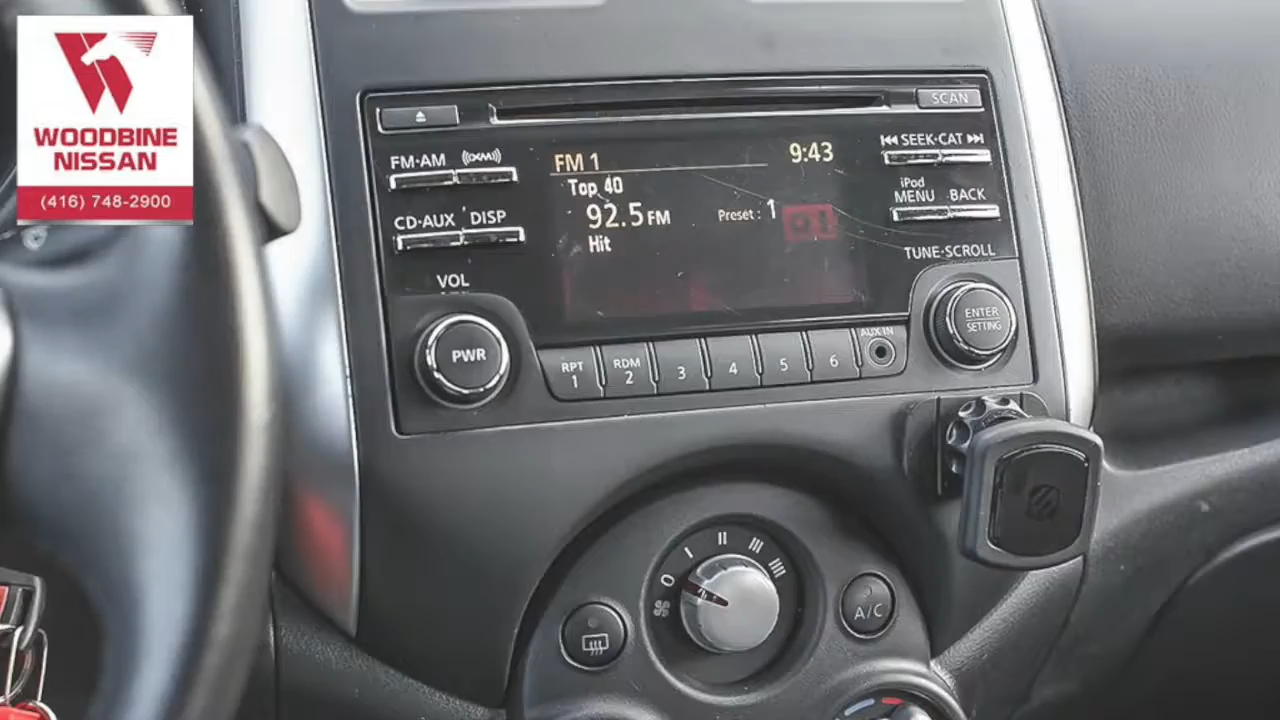 WOODBINE
NISSAN
(416) 748-2900
SCAN
FM·AM
SEEK·CAT
FM 1
9:43
Top 40
iPod
MENU
BACK
CD·AUX
DISP
92.5 FM
Preset : 1
Hit
TUNE·SCROLL
VOL
ENTER
SETTING
PWR
RPT
1
RDM
2
3
4
5
6
AUX IN
0
I
II
III
IIII
A/C